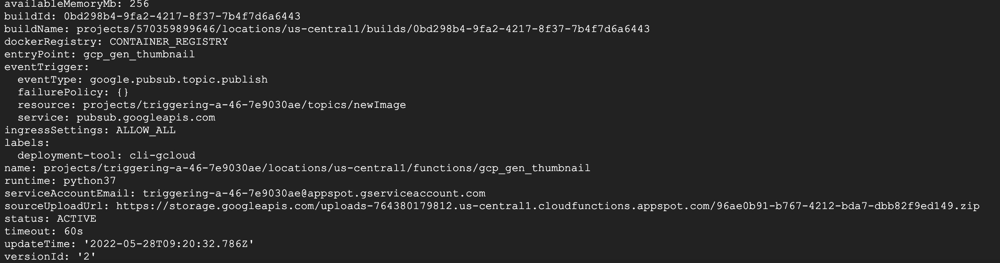 availableMemoryMb: 256
buildId: 0bd298b4-9fa2-4217-8f37-7b4f7d6a6443
buildName: projects/570359899646/locations/us-central1/builds/0bd298b4-9fa2-4217-8f37-7b4f7d6a6443
dockerRegistry: CONTAINER_REGISTRY
entryPoint: gcp_gen_thumbnail
eventTrigger:
  eventType: google.pubsub.topic.publish
  failurePolicy: {}
  resource: projects/triggering-a-46-7e9030ae/topics/newImage
  service: pubsub.googleapis.com
ingressSettings: ALLOW_ALL
labels:
  deployment-tool: cli-gcloud
name: projects/triggering-a-46-7e9030ae/locations/us-central1/functions/gcp_gen_thumbnail
runtime: python37
serviceAccountEmail: triggering-a-46-7e9030ae@appspot.gserviceaccount.com
sourceUploadUrl: https://storage.googleapis.com/uploads-764380179812.us-central1.cloudfunctions.appspot.com/96ae0b91-b767-4212-bda7-dbb82f9ed149.zip
status: ACTIVE
timeout: 60s
updateTime: '2022-05-28T09:20:32.786Z'
versionId: '2'